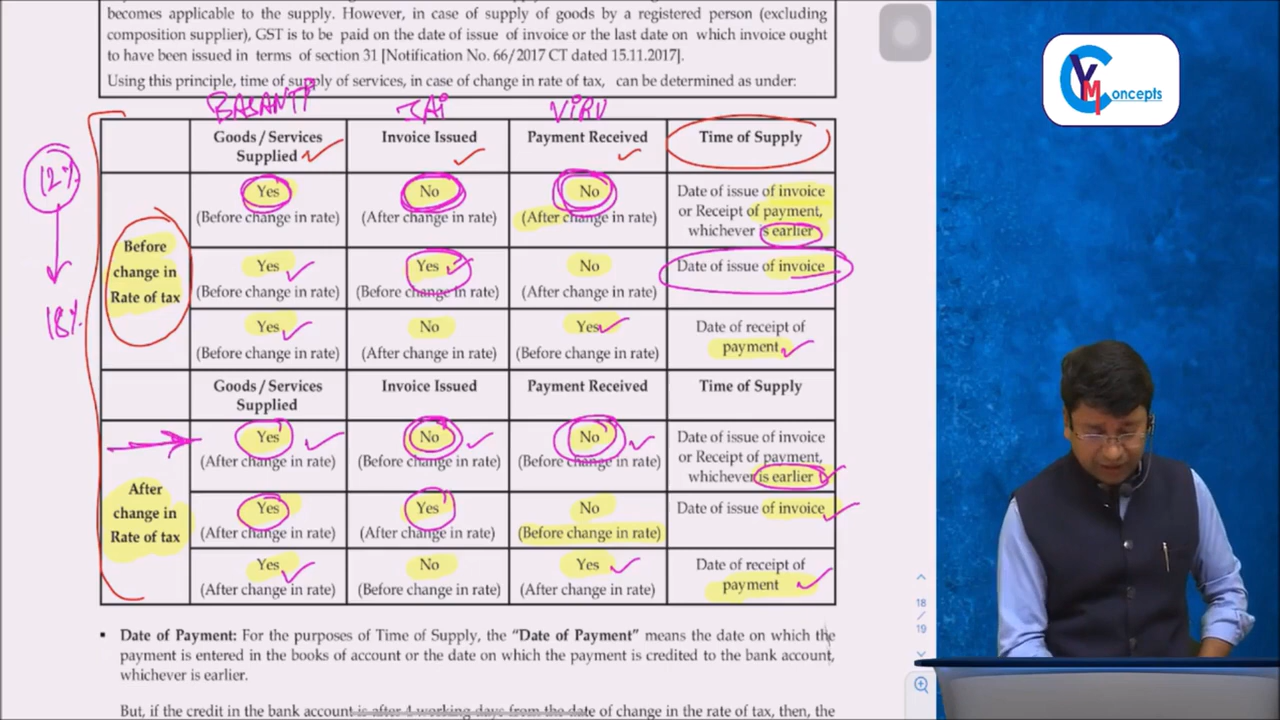 becomes applicable to the supply. However, in case of supply of goods by a registered person (excluding
composition supplier), GST is to be paid on the date of issue of invoice or the last date on which invoice ought
to have been issued in terms of section 31 [Notification No. 66/2017 CT dated 15.11.2017].
Using this principle, time of supply of services, in case of change in rate of tax, can be determined as under:
BASANTI JAI VIRU
Goods/Services
Supplied
Invoice Issued
Payment Received
Time of Supply
12%
18%
Before
change in
Rate of tax
Yes
(Before change in rate)
No
(After change in rate)
No
(After change in rate)
Date of issue of invoice
or Receipt of payment,
whichever is earlier
Yes
(Before change in rate)
Yes
(Before change in rate)
No
(After change in rate)
Date of issue of invoice
Yes
(Before change in rate)
No
(After change in rate)
Yes
(Before change in rate)
Date of receipt of
payment
Goods/Services
Supplied
Invoice Issued
Payment Received
Time of Supply
After
change in
Rate of tax
Yes
(After change in rate)
No
(Before change in rate)
No
(Before change in rate)
Date of issue of invoice
or Receipt of payment,
whichever is earlier
Yes
(After change in rate)
Yes
(After change in rate)
No
(Before change in rate)
Date of issue of invoice
Yes
(After change in rate)
No
(Before change in rate)
Yes
(After change in rate)
Date of receipt of
payment
▪ Date of Payment: For the purposes of Time of Supply, the “Date of Payment” means the date on which the
payment is entered in the books of account or the date on which the payment is credited to the bank account,
whichever is earlier.
But, if the credit in the bank account is after 4 working days from the date of change in the rate of tax, then, the
YMConcepts
18
/
19